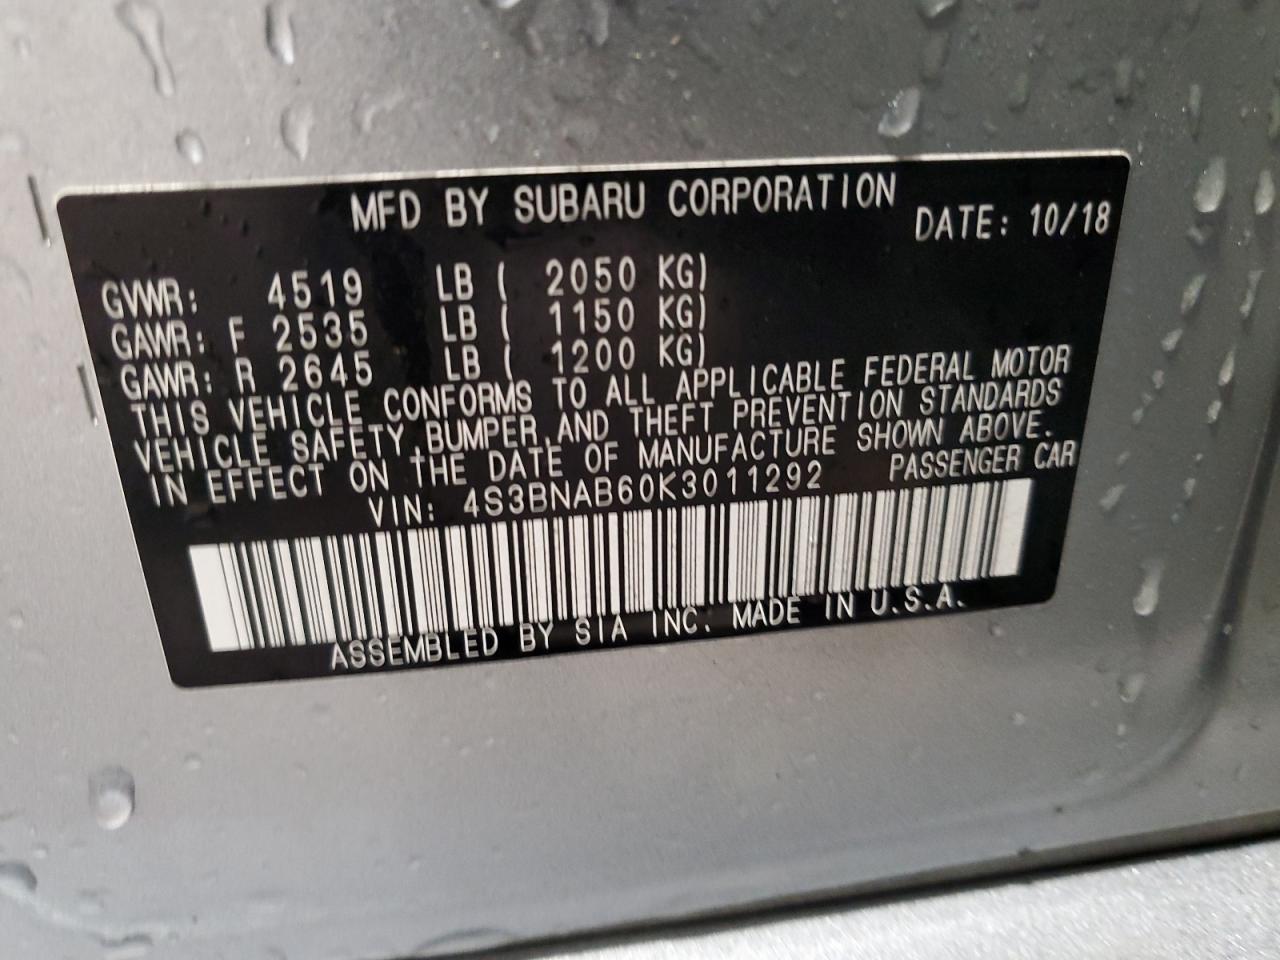 MFD BY SUBARU CORPORATION
DATE: 10/18
GVWR: 4519 LB ( 2050 KG)
GAWR: F 2535 LB ( 1150 KG)
GAWR: R 2645 LB ( 1200 KG)
THIS VEHICLE CONFORMS TO ALL APPLICABLE FEDERAL MOTOR
VEHICLE SAFETY, BUMPER, AND THEFT PREVENTION STANDARDS
IN EFFECT ON THE DATE OF MANUFACTURE SHOWN ABOVE.
PASSENGER CAR
VIN: 4S3BNAB60K3011292
ASSEMBLED BY SIA INC. MADE IN U.S.A.